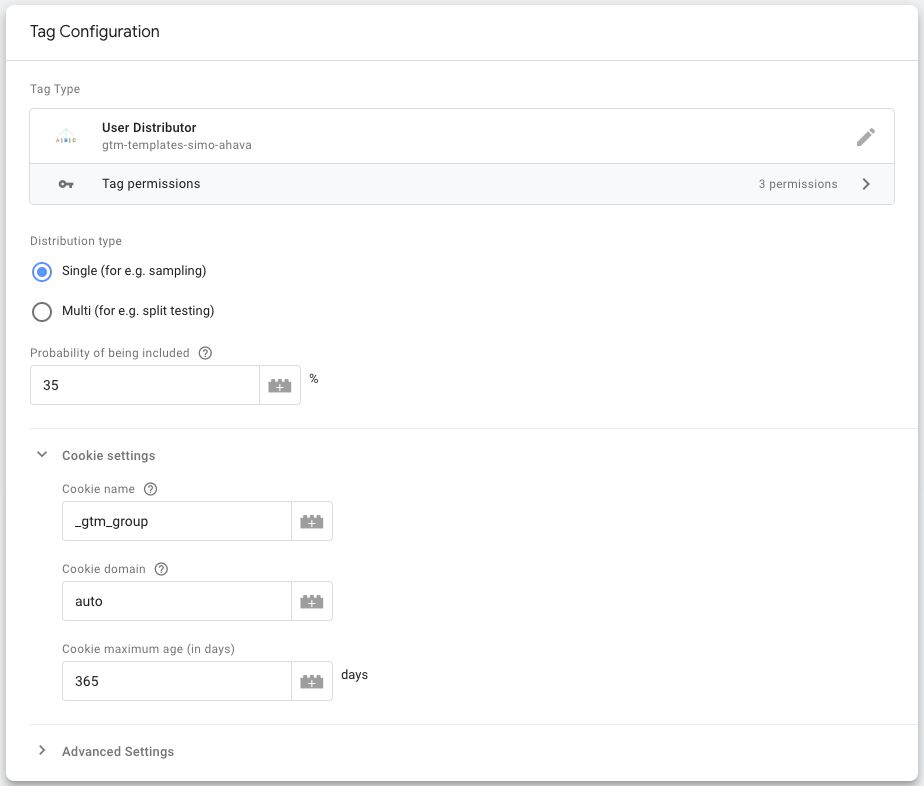 Tag Configuration
Tag Type
User Distributor
gtm-templates-simo-ahava
A|B|C
Tag permissions
3 permissions
Distribution type
Single (for e.g. sampling)
Multi (for e.g. split testing)
Probability of being included ?
35 %
Cookie settings
Cookie name ?
_gtm_group
Cookie domain ?
auto
Cookie maximum age (in days)
365 days
Advanced Settings